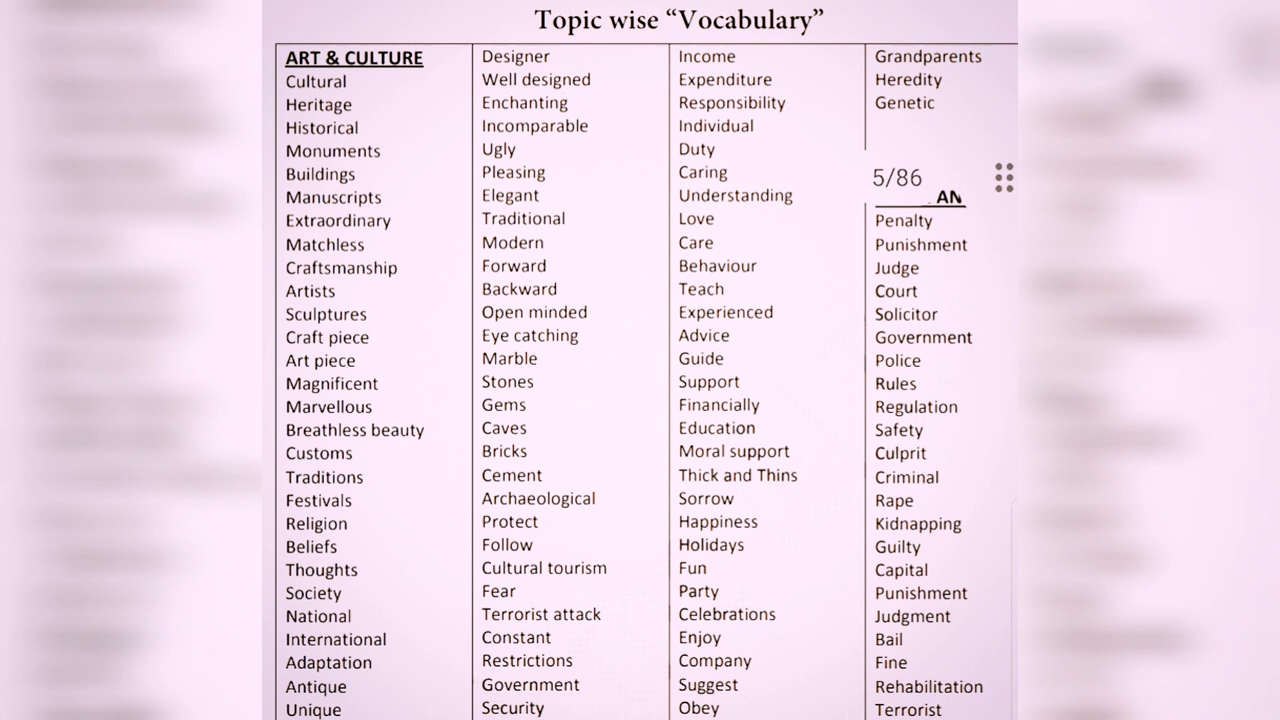 Topic wise “Vocabulary”
ART & CULTURE
Cultural
Heritage
Historical
Monuments
Buildings
Manuscripts
Extraordinary
Matchless
Craftsmanship
Artists
Sculptures
Craft piece
Art piece
Magnificent
Marvellous
Breathless beauty
Customs
Traditions
Festivals
Religion
Beliefs
Thoughts
Society
National
International
Adaptation
Antique
Unique
Designer
Well designed
Enchanting
Incomparable
Ugly
Pleasing
Elegant
Traditional
Modern
Forward
Backward
Open minded
Eye catching
Marble
Stones
Gems
Caves
Bricks
Cement
Archaeological
Protect
Follow
Cultural tourism
Fear
Terrorist attack
Constant
Restrictions
Government
Security
Income
Expenditure
Responsibility
Individual
Duty
Caring
Understanding
Love
Care
Behaviour
Teach
Experienced
Advice
Guide
Support
Financially
Education
Moral support
Thick and Thins
Sorrow
Happiness
Holidays
Fun
Party
Celebrations
Enjoy
Company
Suggest
Obey
Grandparents
Heredity
Genetic
5/86
Penalty
Punishment
Judge
Court
Solicitor
Government
Police
Rules
Regulation
Safety
Culprit
Criminal
Rape
Kidnapping
Guilty
Capital
Punishment
Judgment
Bail
Fine
Rehabilitation
Terrorist